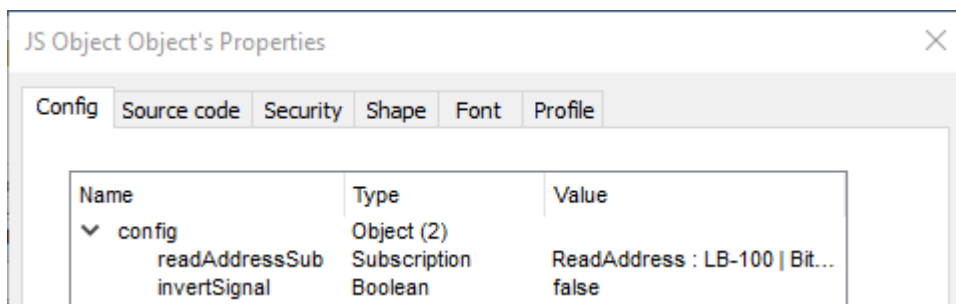 JS Object Object's Properties
Config Source code Security Shape Font Profile
Name Type Value
config Object (2)
readAddressSub Subscription ReadAddress : LB-100 | Bit...
invertSignal Boolean false